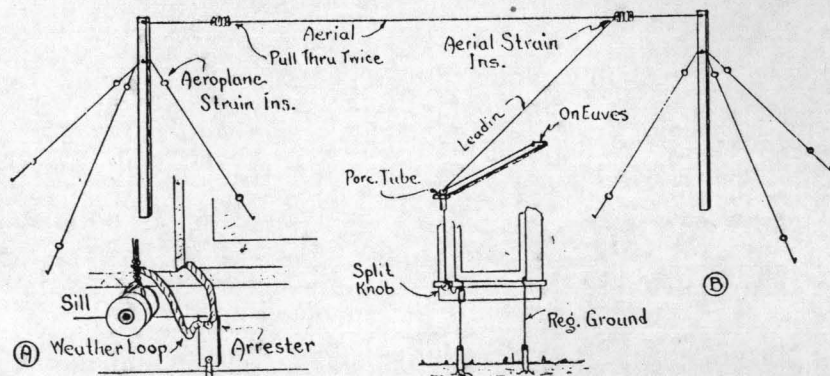 Aerial
Pull Thru Twice
Aeroplane
Strain Ins.
Aerial Strain
Ins.
Leadin
On Euves
Porc. Tube
Split
Knob
Reg. Ground
Sill
Weuther Loop
Arrester
A
B